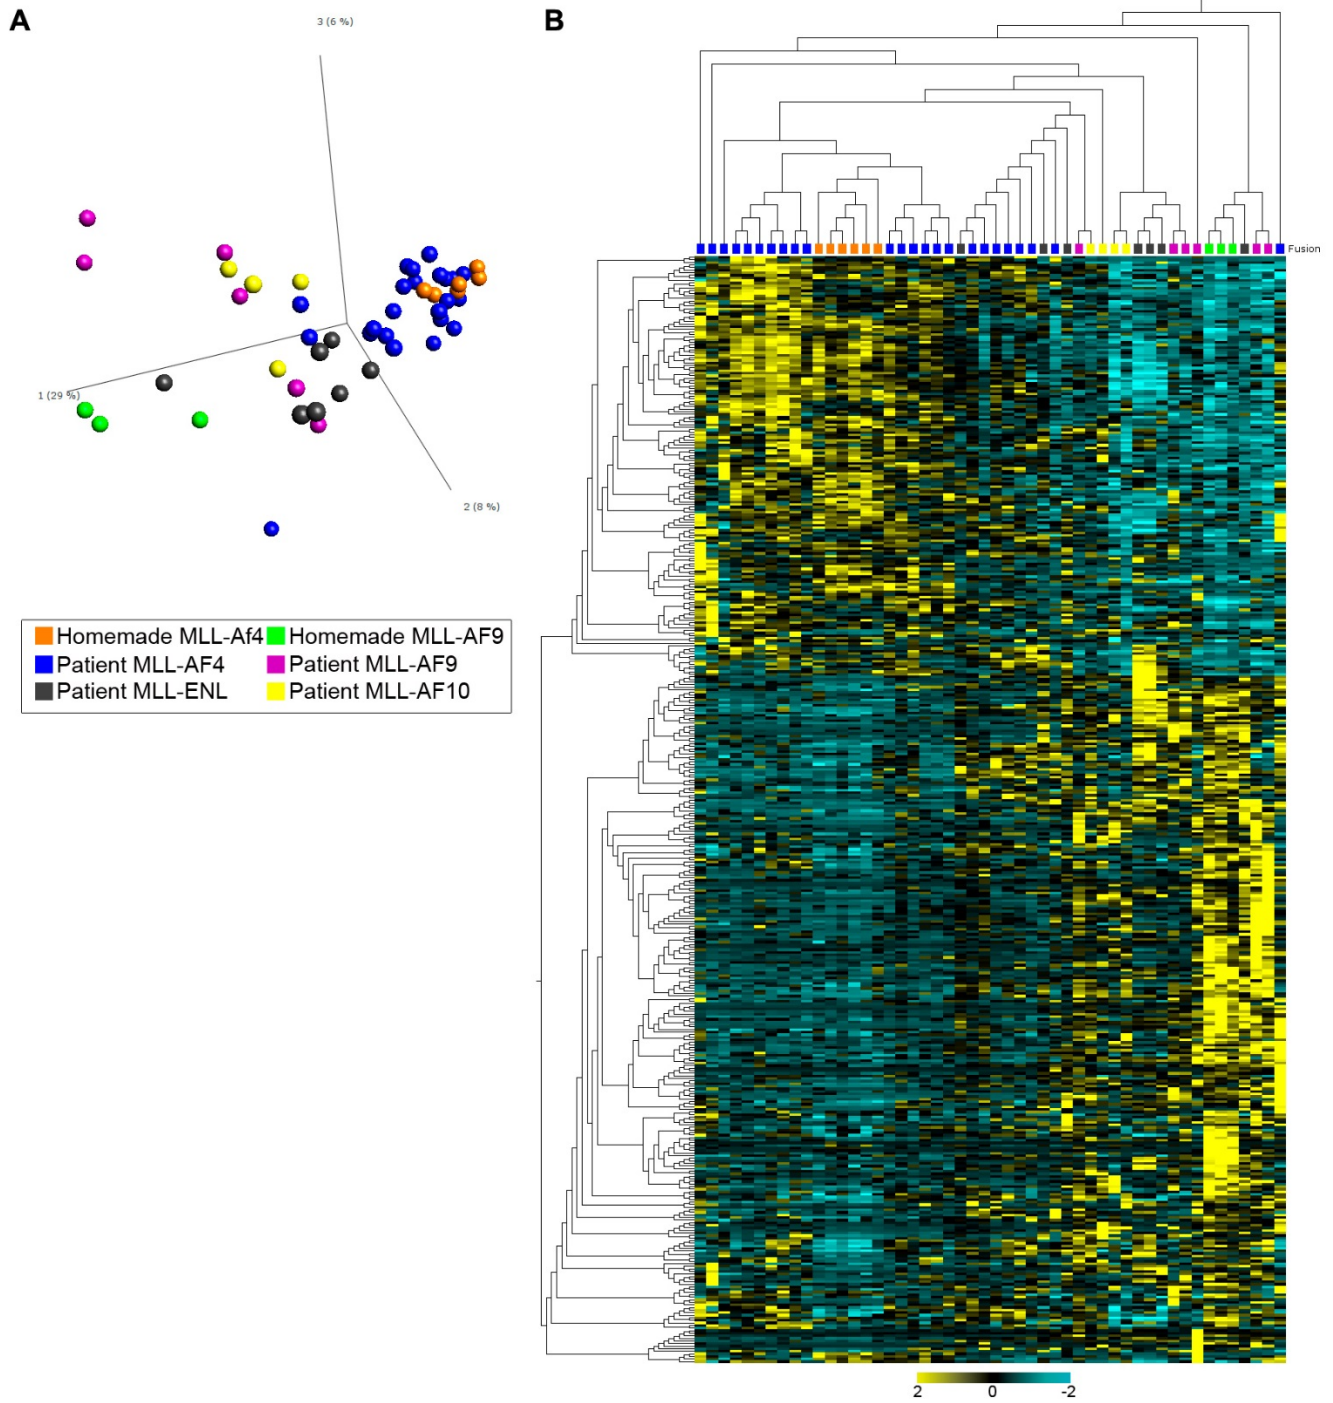 A
B
3 (6 %)
Fusion
1 (29 %)
2 (8 %)
Homemade MLL-Af4
Homemade MLL-AF9
Patient MLL-AF4
Patient MLL-AF9
Patient MLL-ENL
Patient MLL-AF10
2
0
-2